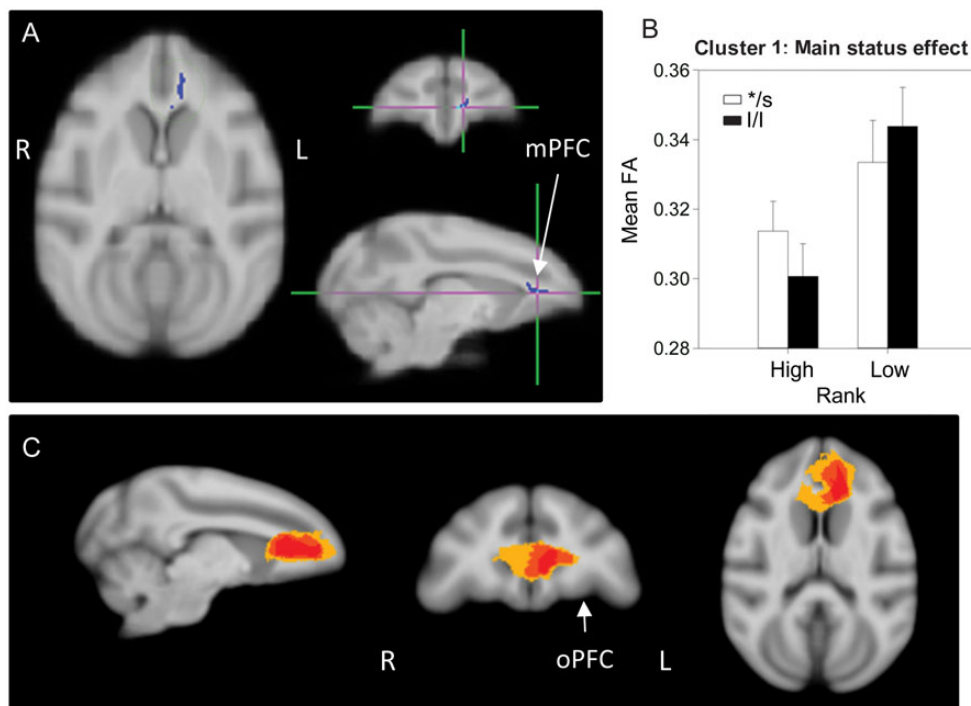 A
R
L
mPFC
B
Cluster 1: Main status effect
0.36
0.34
0.32
0.30
0.28
Mean FA
*/s
l/l
High
Low
Rank
C
R
oPFC
L